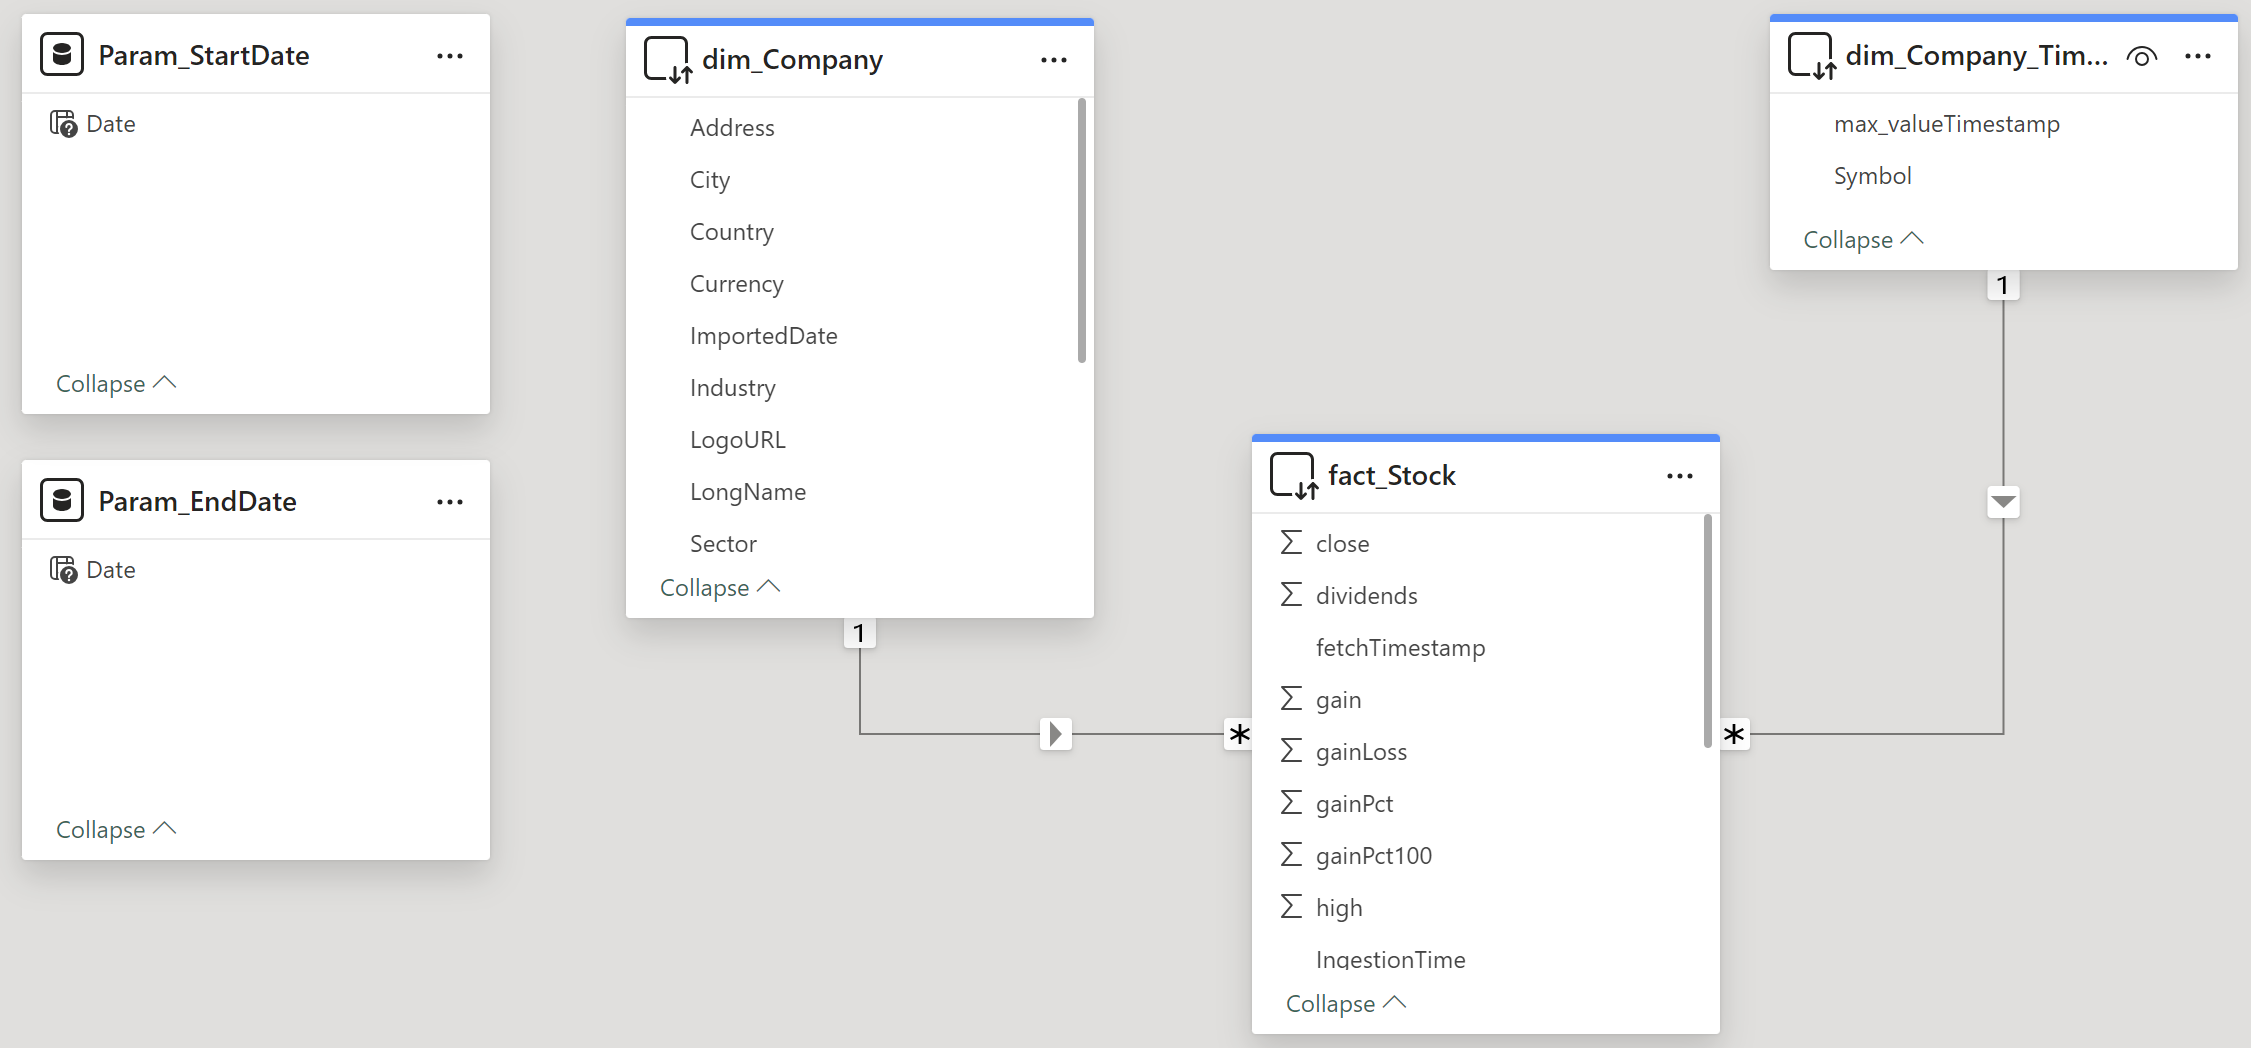 Param_StartDate
Date
Collapse
Param_EndDate
Date
Collapse
dim_Company
Address
City
Country
Currency
ImportedDate
Industry
LogoURL
LongName
Sector
Collapse
1
*
fact_Stock
close
dividends
fetchTimestamp
gain
gainLoss
gainPct
gainPct100
high
IngestionTime
Collapse
dim_Company_Tim...
max_valueTimestamp
Symbol
Collapse
1
*